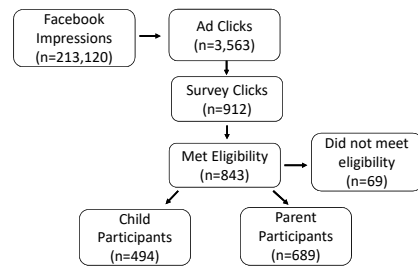 Facebook
Impressions
(n=213,120)
Ad Clicks
(n=3,563)
Survey Clicks
(n=912)
Met Eligibility
(n=843)
Did not meet
eligibility
(n=69)
Child
Participants
(n=494)
Parent
Participants
(n=689)